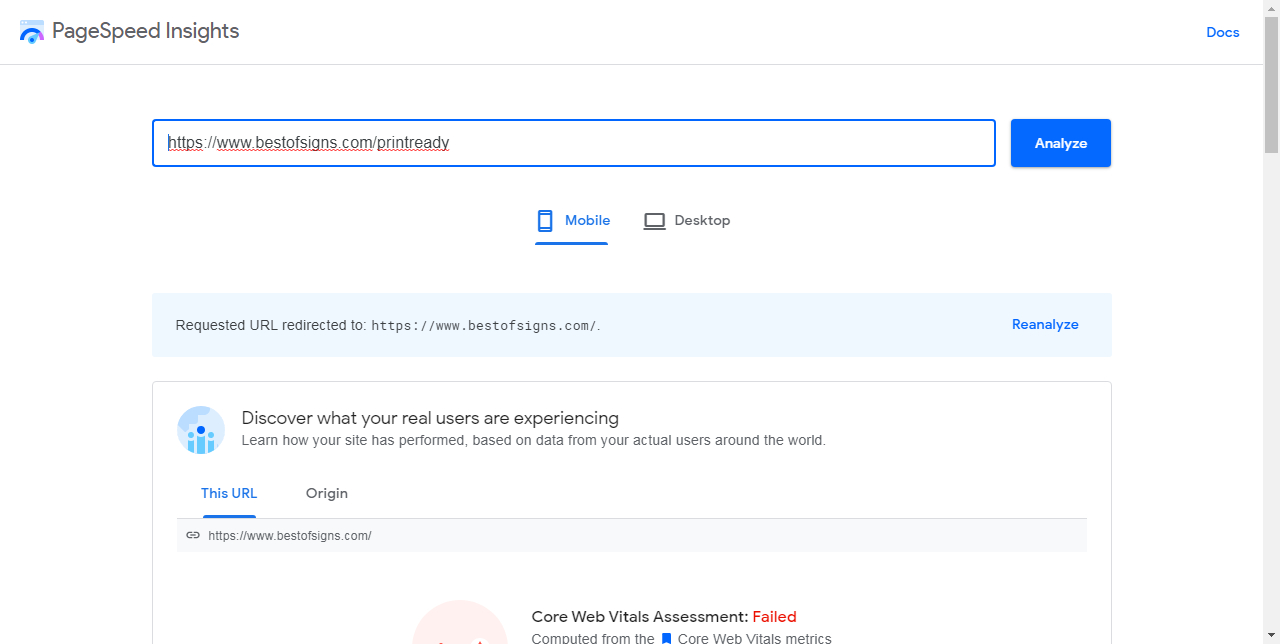 PageSpeed Insights
Docs
https://www.bestofsigns.com/printready
Analyze
Mobile
Desktop
Requested URL redirected to: https://www.bestofsigns.com/.
Reanalyze
Discover what your real users are experiencing
Learn how your site has performed, based on data from your actual users around the world.
This URL
Origin
https://www.bestofsigns.com/
Core Web Vitals Assessment: Failed
Computed from the Core Web Vitals metrics